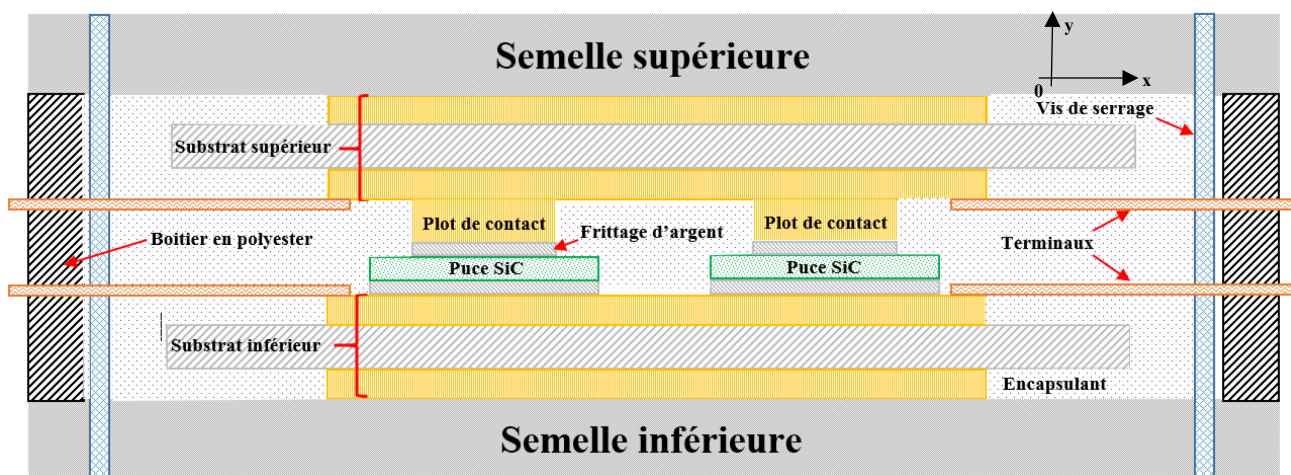 Semelle supérieure
y
x
0
Vis de serrage
Substrat supérieur
Plot de contact
Plot de contact
Boitier en polyester
Frittage d’argent
Terminaux
Puce SiC
Puce SiC
Substrat inférieur
Encapsulant
Semelle inférieure